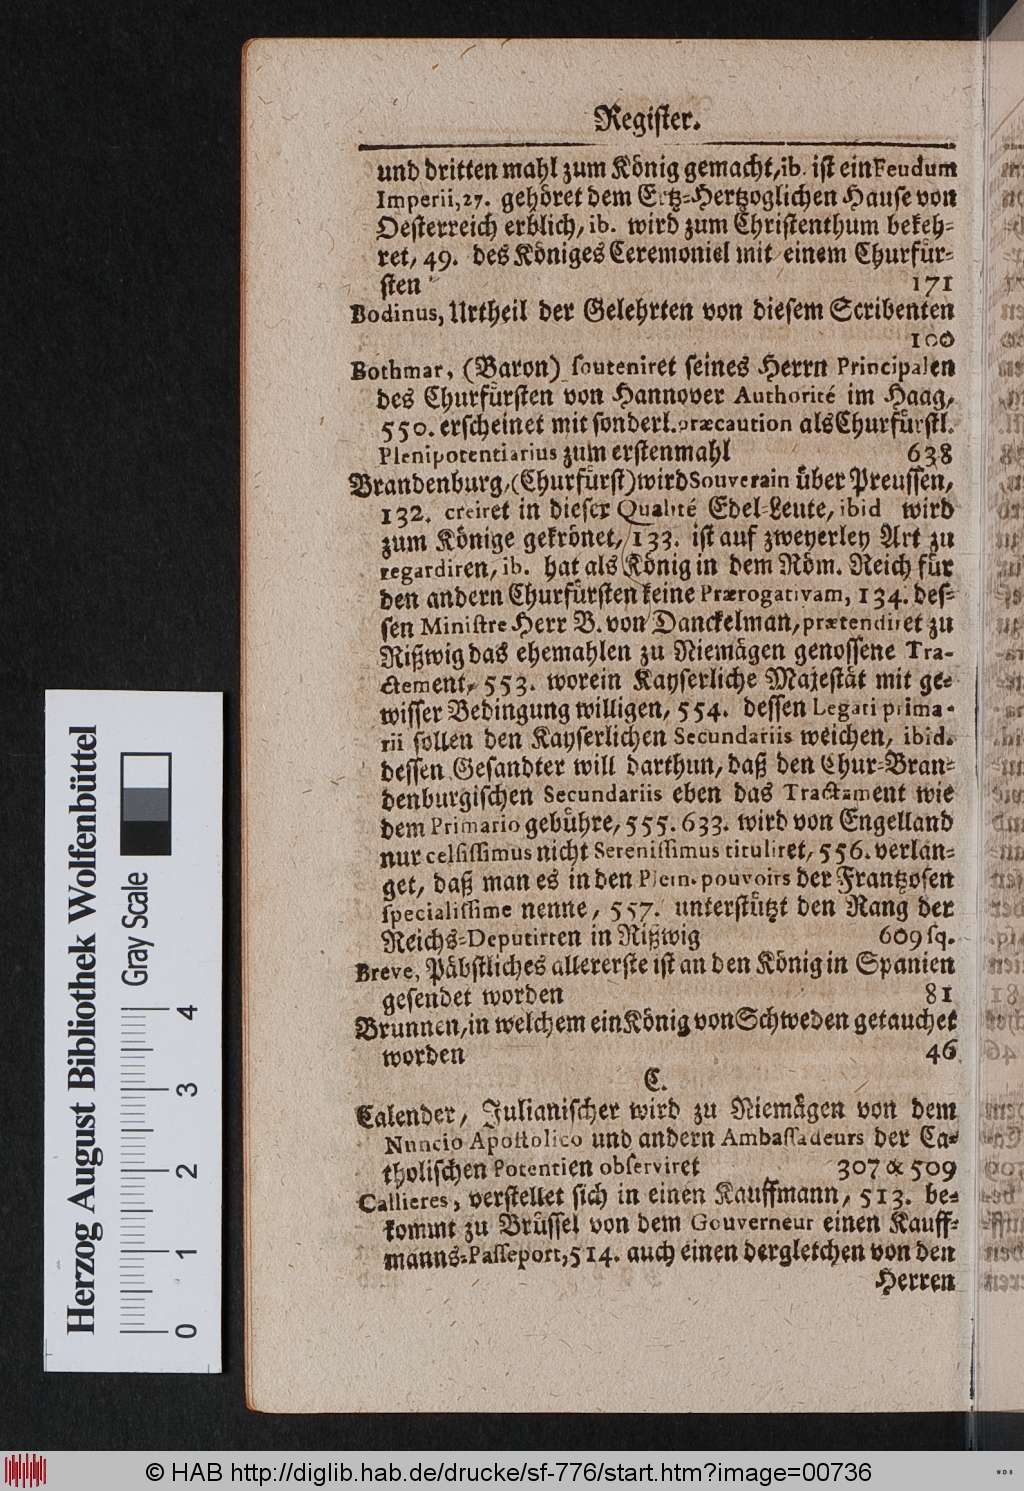 Register.
und dritten mahl zum König gemacht, ib. ist ein Feudum
Imperii, 27. gehöret dem Ertz-Hertzoglichen Hause von
Oesterreich erblich, ib. wird zum Christenthum bekeh-
ret, 49. des Königes Ceremoniel mit einem Churfür-
sten 171
Bodinus, Urtheil der Gelehrten von diesem Scribenten
100
Bothmar, (Baron) souteniret seines Herrn Principalen
des Churfürsten von Hannover Authorité im Haag,
550. erscheinet mit sonderl. præcaution als Churfürstl.
Plenipotentiarius zum erstenmahl 638
Brandenburg, (Churfürst) wird Souverain über Preussen,
132. creiret in dieser Qualité Edel-Leute, ibid wird
zum Könige gekrönet, 133. ist auf zweyerley Art zu
regardiren, ib. hat als König in dem Röm. Reich für
den andern Churfürsten keine Prærogativam, 134. des-
sen Ministre Herr B. von Danckelman, prætendiret zu
Rißwig das ehemahlen zu Niemägen genossene Tra-
ctement, 553. worein Kayserliche Majestät mit ge-
wisser Bedingung willigen, 554. dessen Legati prima-
rii sollen den Kayserlichen Secundariis weichen, ibid.
dessen Gesandter will darthun, daß den Chur-Bran-
denburgischen Secundariis eben das Tractament wie
dem Primario gebühre, 555. 633. wird von Engelland
nur celsissimus nicht Serenissimus tituliret, 556. verlan-
get, daß man es in den Plein-pouvoirs der Frantzosen
specialissime nenne, 557. unterstützt den Rang der
Reichs-Deputirten in Rißwig 609 sq.
Breve, Päbstliches allererste ist an den König in Spanien
gesendet worden 81
Brunnen, in welchem ein König von Schweden getauchet
worden 46
C.
Calender, Julianischer wird zu Niemägen von dem
Nuncio Apostolico und andern Ambassadeurs der Ca-
tholischen Potentien observiret 307 & 509
Callieres, verstellet sich in einen Kauffmann, 513. be-
kommt zu Brüssel von dem Gouverneur einen Kauff-
manns-Passeport, 514. auch einen dergleichen von den
Herren
Herzog August Bibliothek Wolfenbüttel
Gray Scale
0 1 2 3 4
© HAB http://diglib.hab.de/drucke/sf-776/start.htm?image=00736